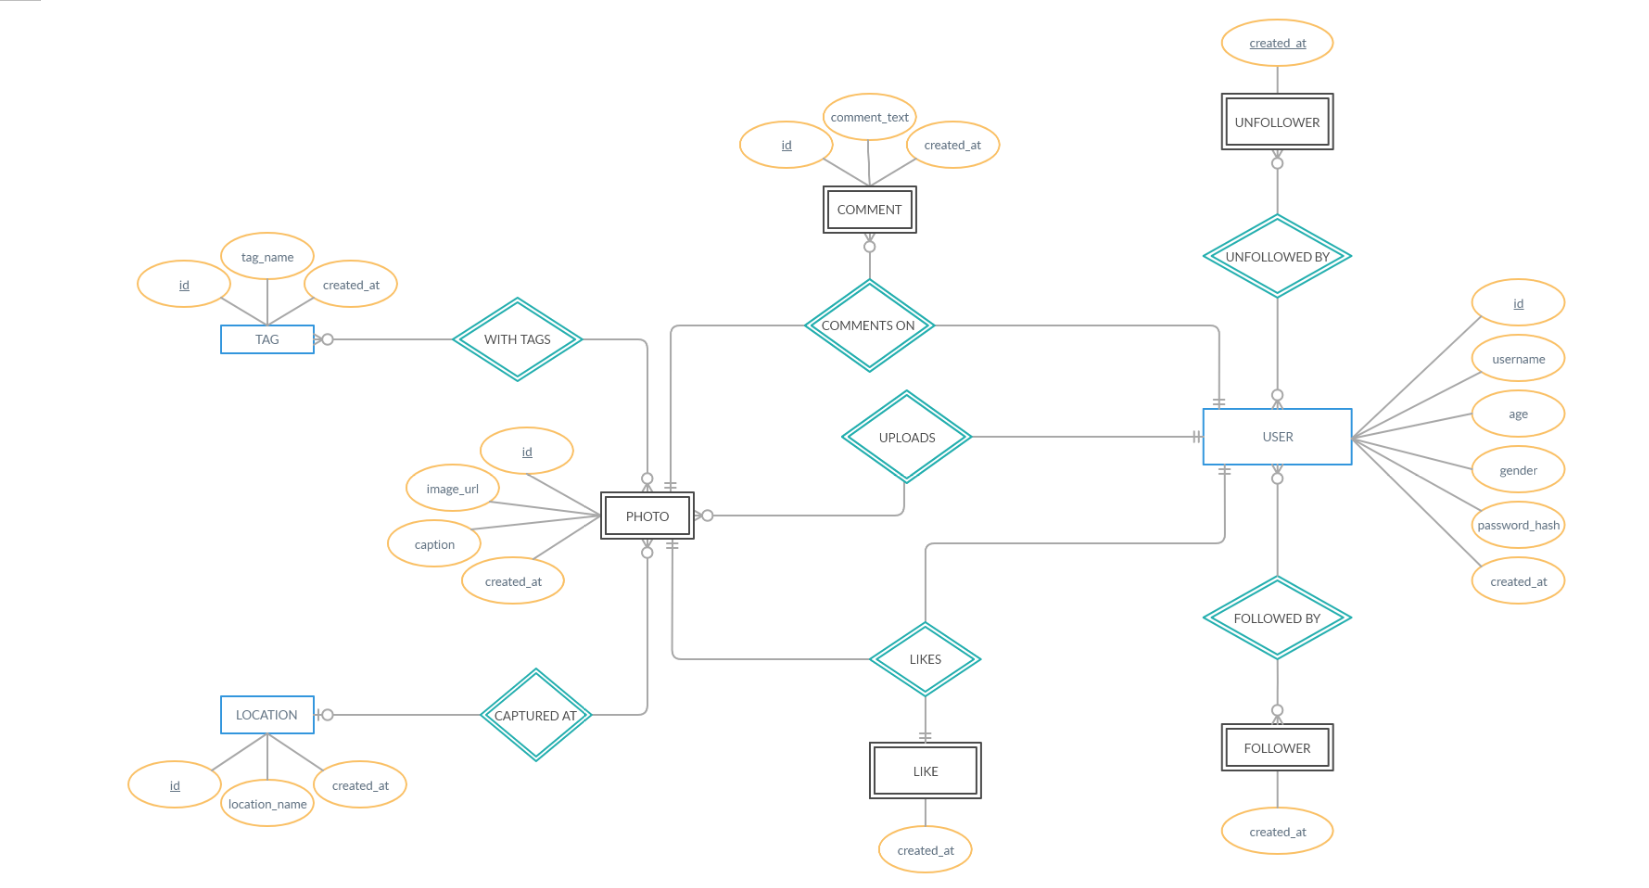 created_at
UNFOLLOWER
comment_text
id
created_at
COMMENT
tag_name
id
created_at
UNFOLLOWED BY
id
COMMENTS ON
TAG
WITH TAGS
username
age
UPLOADS
USER
id
gender
image_url
PHOTO
password_hash
caption
created_at
created_at
FOLLOWED BY
LIKES
LOCATION
CAPTURED AT
FOLLOWER
LIKE
id
created_at
location_name
created_at
created_at